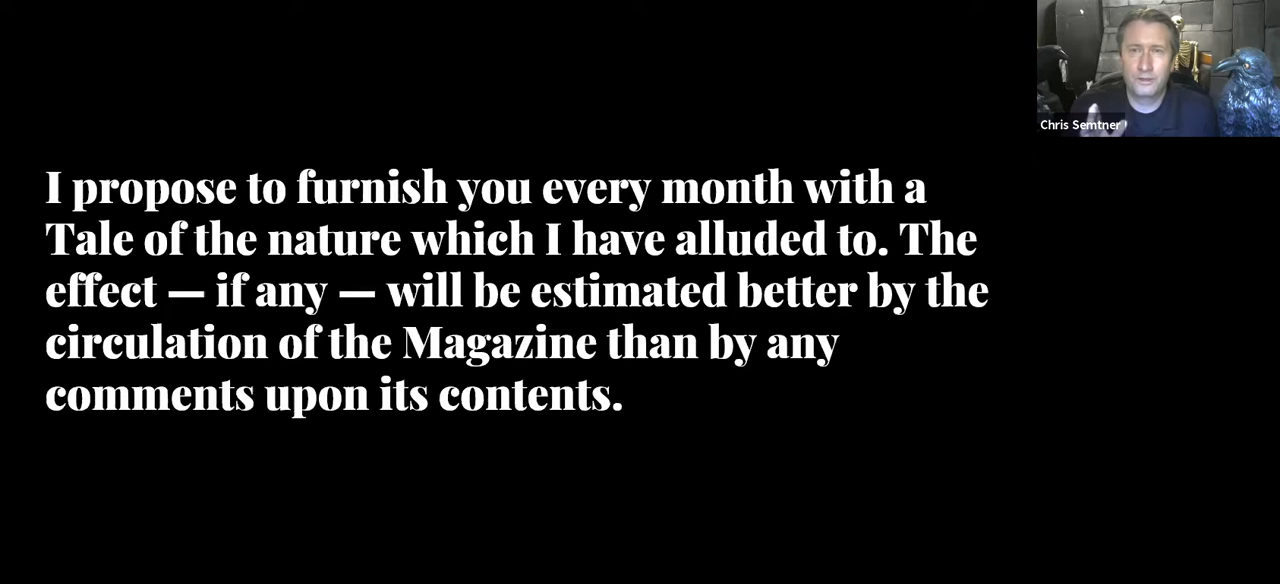 Chris Semtner
I propose to furnish you every month with a
Tale of the nature which I have alluded to. The
effect — if any — will be estimated better by the
circulation of the Magazine than by any
comments upon its contents.